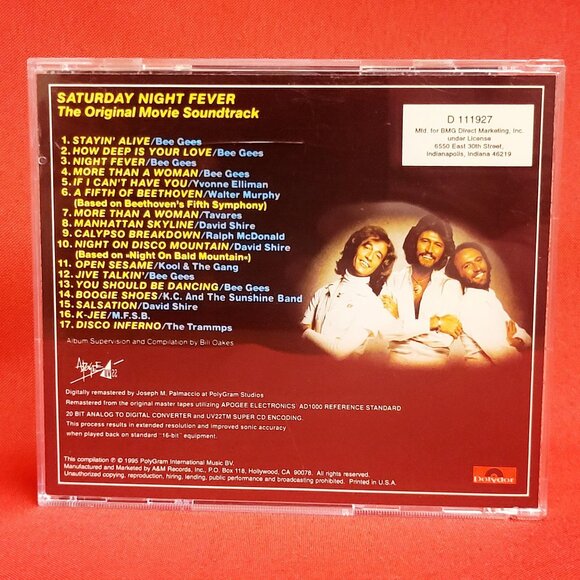 SATURDAY NIGHT FEVER
The Original Movie Soundtrack
D 111927
Mfd. for BMG Direct Marketing, Inc.
under License
6550 East 30th Street,
Indianapolis, Indiana 46219
1. STAYIN' ALIVE/Bee Gees
2. HOW DEEP IS YOUR LOVE/Bee Gees
3. NIGHT FEVER/Bee Gees
4. MORE THAN A WOMAN/Bee Gees
5. IF I CAN'T HAVE YOU/Yvonne Elliman
6. A FIFTH OF BEETHOVEN/Walter Murphy
(Based on Beethoven's Fifth Symphony)
7. MORE THAN A WOMAN/Tavares
8. MANHATTAN SKYLINE/David Shire
9. CALYPSO BREAKDOWN/Ralph McDonald
10. NIGHT ON DISCO MOUNTAIN/David Shire
(Based on »Night On Bald Mountain«)
11. OPEN SESAME/Kool & The Gang
12. JIVE TALKIN'/Bee Gees
13. YOU SHOULD BE DANCING/Bee Gees
14. BOOGIE SHOES/K.C. And The Sunshine Band
15. SALSATION/David Shire
16. K-JEE/M.F.S.B.
17. DISCO INFERNO/The Trammps
Album Supervision and Compilation by Bill Oakes
APOGEE
UV22
Digitally remastered by Joseph M. Palmaccio at PolyGram Studios
Remastered from the original master tapes utilizing APOGEE ELECTRONICS' AD1000 REFERENCE STANDARD
20 BIT ANALOG TO DIGITAL CONVERTER and UV22TM SUPER CD ENCODING.
This process results in extended resolution and improved sonic accuracy
when played back on standard "16-bit" equipment.
This compilation ℗ © 1995 PolyGram International Music BV.
Manufactured and Marketed by A&M Records, Inc., P.O. Box 118, Hollywood, CA 90078. All rights reserved.
Unauthorized copying, reproduction, hiring, lending, public performance and broadcasting prohibited. Printed in U.S.A.
Polydor